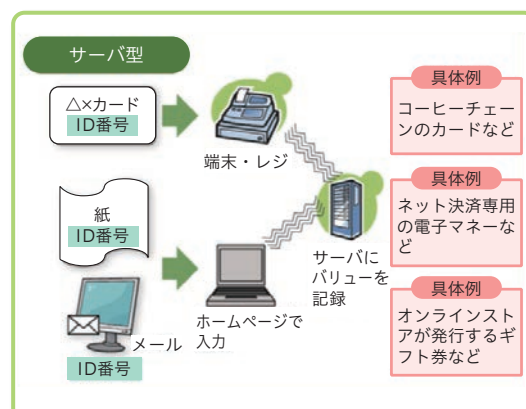 サーバ型
△×カード
ID番号
端末・レジ
紙
ID番号
メール
ID番号
ホームページで
入力
サーバに
バリューを
記録
具体例
コーヒーチェー
ンのカードなど
具体例
ネット決済専用
の電子マネーな
ど
具体例
オンラインスト
アが発行するギ
フト券など